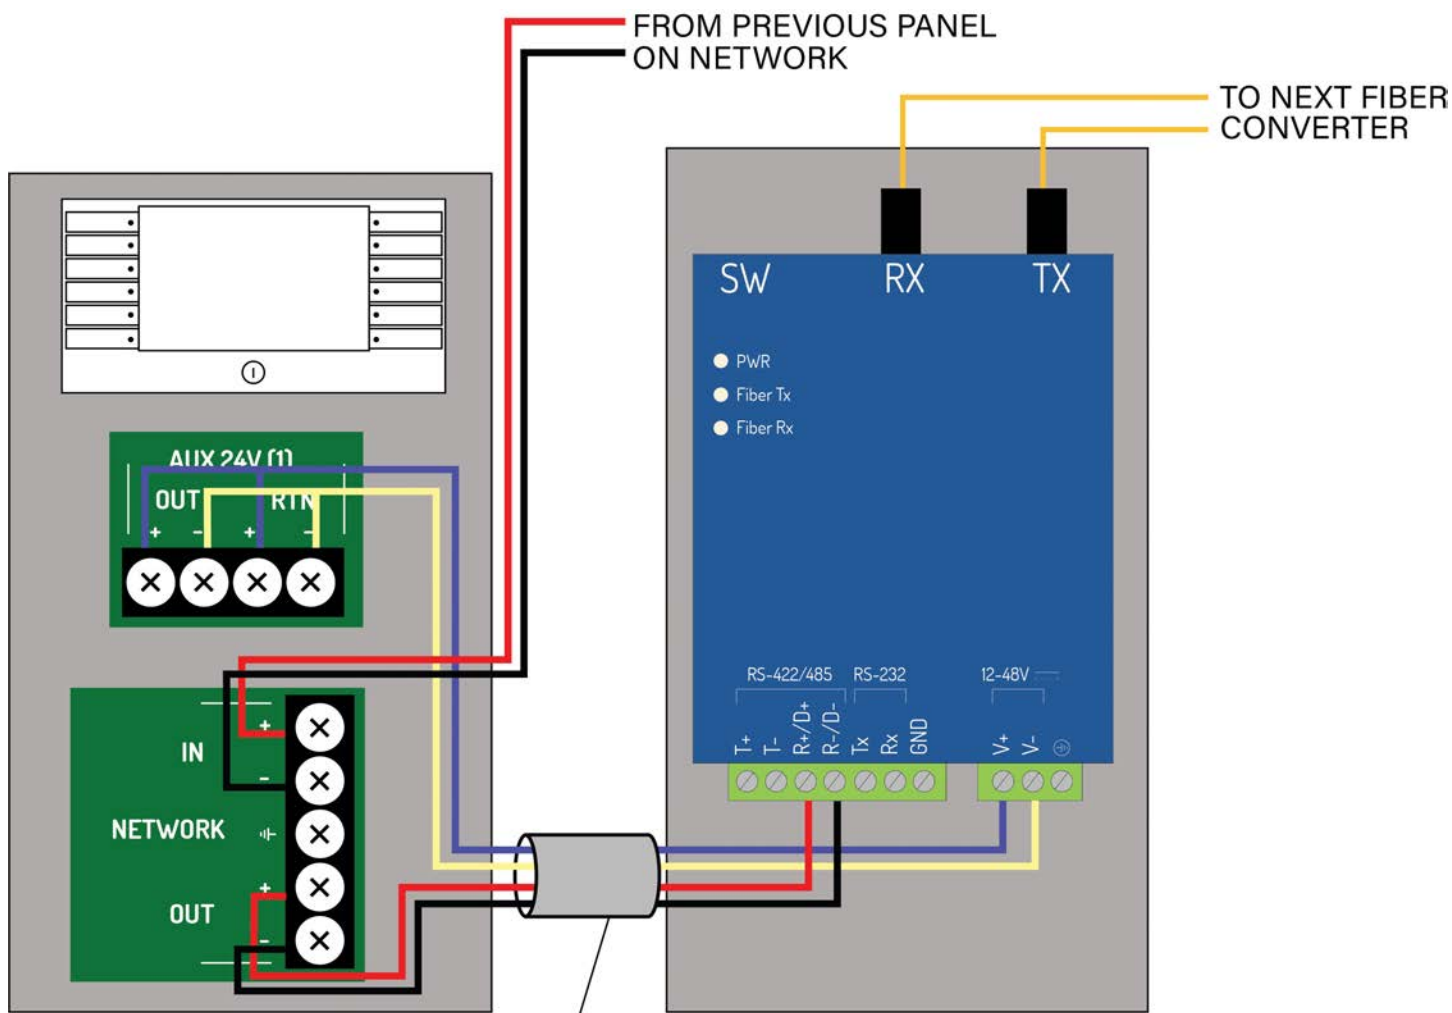 FROM PREVIOUS PANEL
ON NETWORK
TO NEXT FIBER
CONVERTER
SW RX TX
PWR
Fiber Tx
Fiber Rx
AUX 24V (1)
OUT RTN
+ - + -
RS-422/485 RS-232 12-48V
T+ T- R+/D+ R-/D- Tx Rx GND V+ V-
+
IN
-
NETWORK
+
OUT
-